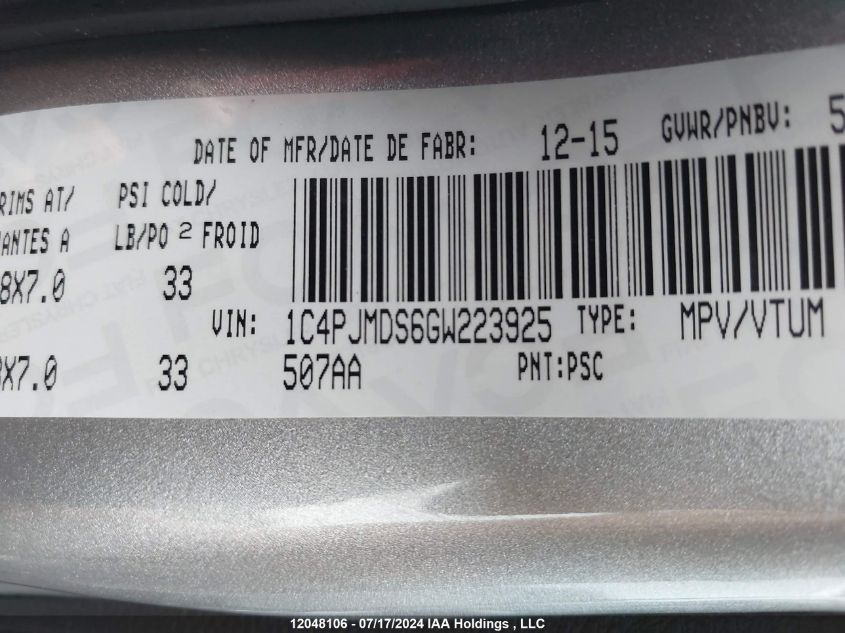 DATE OF MFR/DATE DE FABR: 12-15 GVWR/PNBV: 5
RIMS AT/ PSI COLD/
ANTES A LB/PO 2 FROID
8X7.0 33
VIN: 1C4PJMDS6GW223925 TYPE: MPV/VTUM
X7.0 33 507AA PNT:PSC
12048106 - 07/17/2024 IAA Holdings , LLC